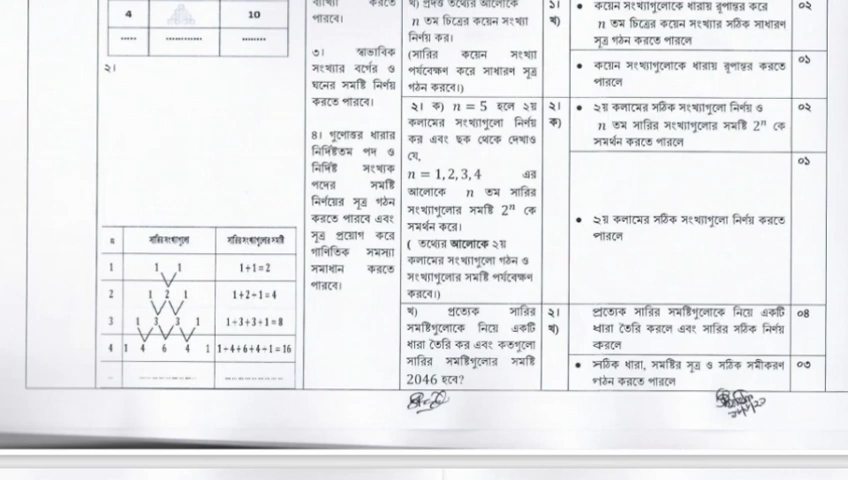 4 10
..... ............ ........
২।
n সারির সংখ্যাগুলো সারির সংখ্যাগুলোর সমষ্টি
1 1 1 1+1=2
2 1 2 1 1+2+1=4
3 1 3 3 1 1+3+3+1=8
4 1 4 6 4 1 1+4+6+4+1=16
ব্যাখ্যা করতে
পারবে।
৩। স্বাভাবিক
সংখ্যার বর্গের ও
ঘনের সমষ্টি নির্ণয়
করতে পারবে।
৪। গুণোত্তর ধারার
নির্দিষ্টতম পদ ও
নির্দিষ্ট সংখ্যক
পদের সমষ্টি
নির্ণয়ের সূত্র গঠন
করতে পারবে এবং
সূত্র প্রয়োগ করে
গাণিতিক সমস্যা
সমাধান করতে
পারবে।
খ) প্রদত্ত তথ্যের আলোকে
n তম চিত্রের কয়েন সংখ্যা
নির্ণয় কর।
(সারির কয়েন সংখ্যা
পর্যবেক্ষণ করে সাধারণ সূত্র
গঠন করবে।)
১।
খ)
• কয়েন সংখ্যাগুলোকে ধারায় রূপান্তর করে
n তম চিত্রের কয়েন সংখ্যার সঠিক সাধারণ
সূত্র গঠন করতে পারলে
০২
• কয়েন সংখ্যাগুলোকে ধারায় রূপান্তর করতে
পারলে
০১
২। ক) n = 5 হলে ২য়
কলামের সংখ্যাগুলো নির্ণয়
কর এবং ছক থেকে দেখাও
যে,
n = 1, 2, 3, 4 এর
আলোকে n তম সারির
সংখ্যাগুলোর সমষ্টি 2ⁿ কে
সমর্থন করে।
( তথ্যের আলোকে ২য়
কলামের সংখ্যাগুলো গঠন ও
সংখ্যাগুলোর সমষ্টি পর্যবেক্ষণ
করবে।)
২।
ক)
• ২য় কলামের সঠিক সংখ্যাগুলো নির্ণয় ও
n তম সারির সংখ্যাগুলোর সমষ্টি 2ⁿ কে
সমর্থন করতে পারলে
০২
০১
• ২য় কলামের সঠিক সংখ্যাগুলো নির্ণয় করতে
পারলে
খ) প্রত্যেক সারির
সমষ্টিগুলোকে নিয়ে একটি
ধারা তৈরি কর এবং কতগুলো
সারির সমষ্টিগুলোর সমষ্টি
2046 হবে?
২।
খ)
প্রত্যেক সারির সমষ্টিগুলোকে নিয়ে একটি
ধারা তৈরি করলে এবং সারির সঠিক নির্ণয়
করলে
০৪
• সঠিক ধারা, সমষ্টির সূত্র ও সঠিক সমীকরণ
গঠন করতে পারলে
০৩